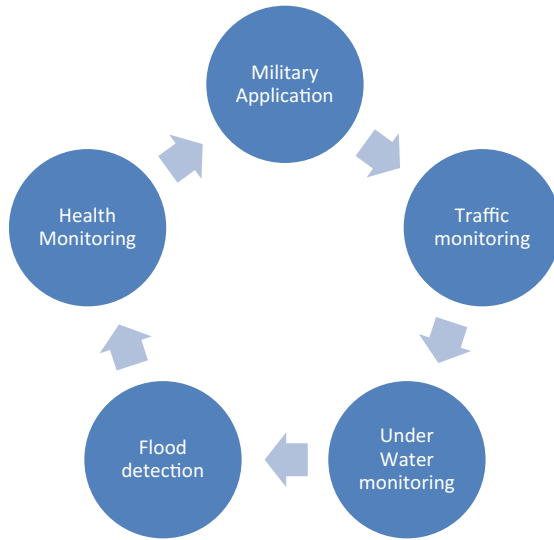 Military
Application
Traffic
monitoring
Under
Water
monitoring
Flood
detection
Health
Monitoring